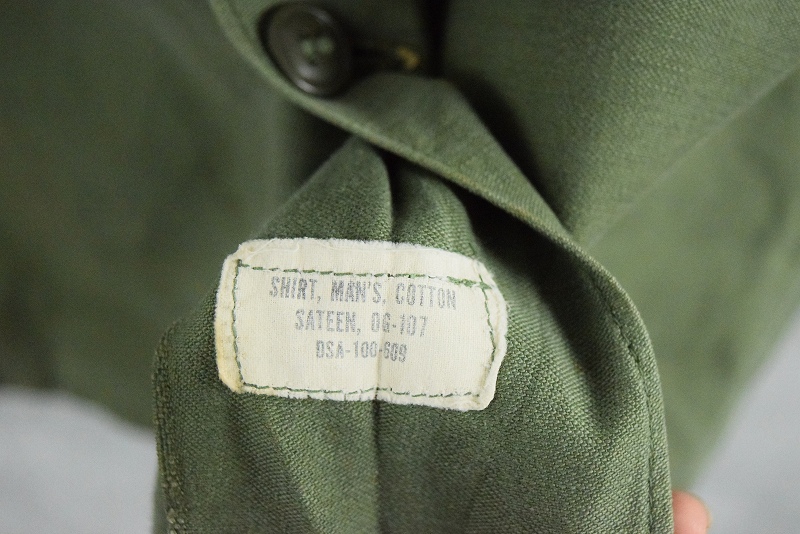 SHIRT, MAN'S. COTTON
SATEEN, OG-107
DSA-100-609